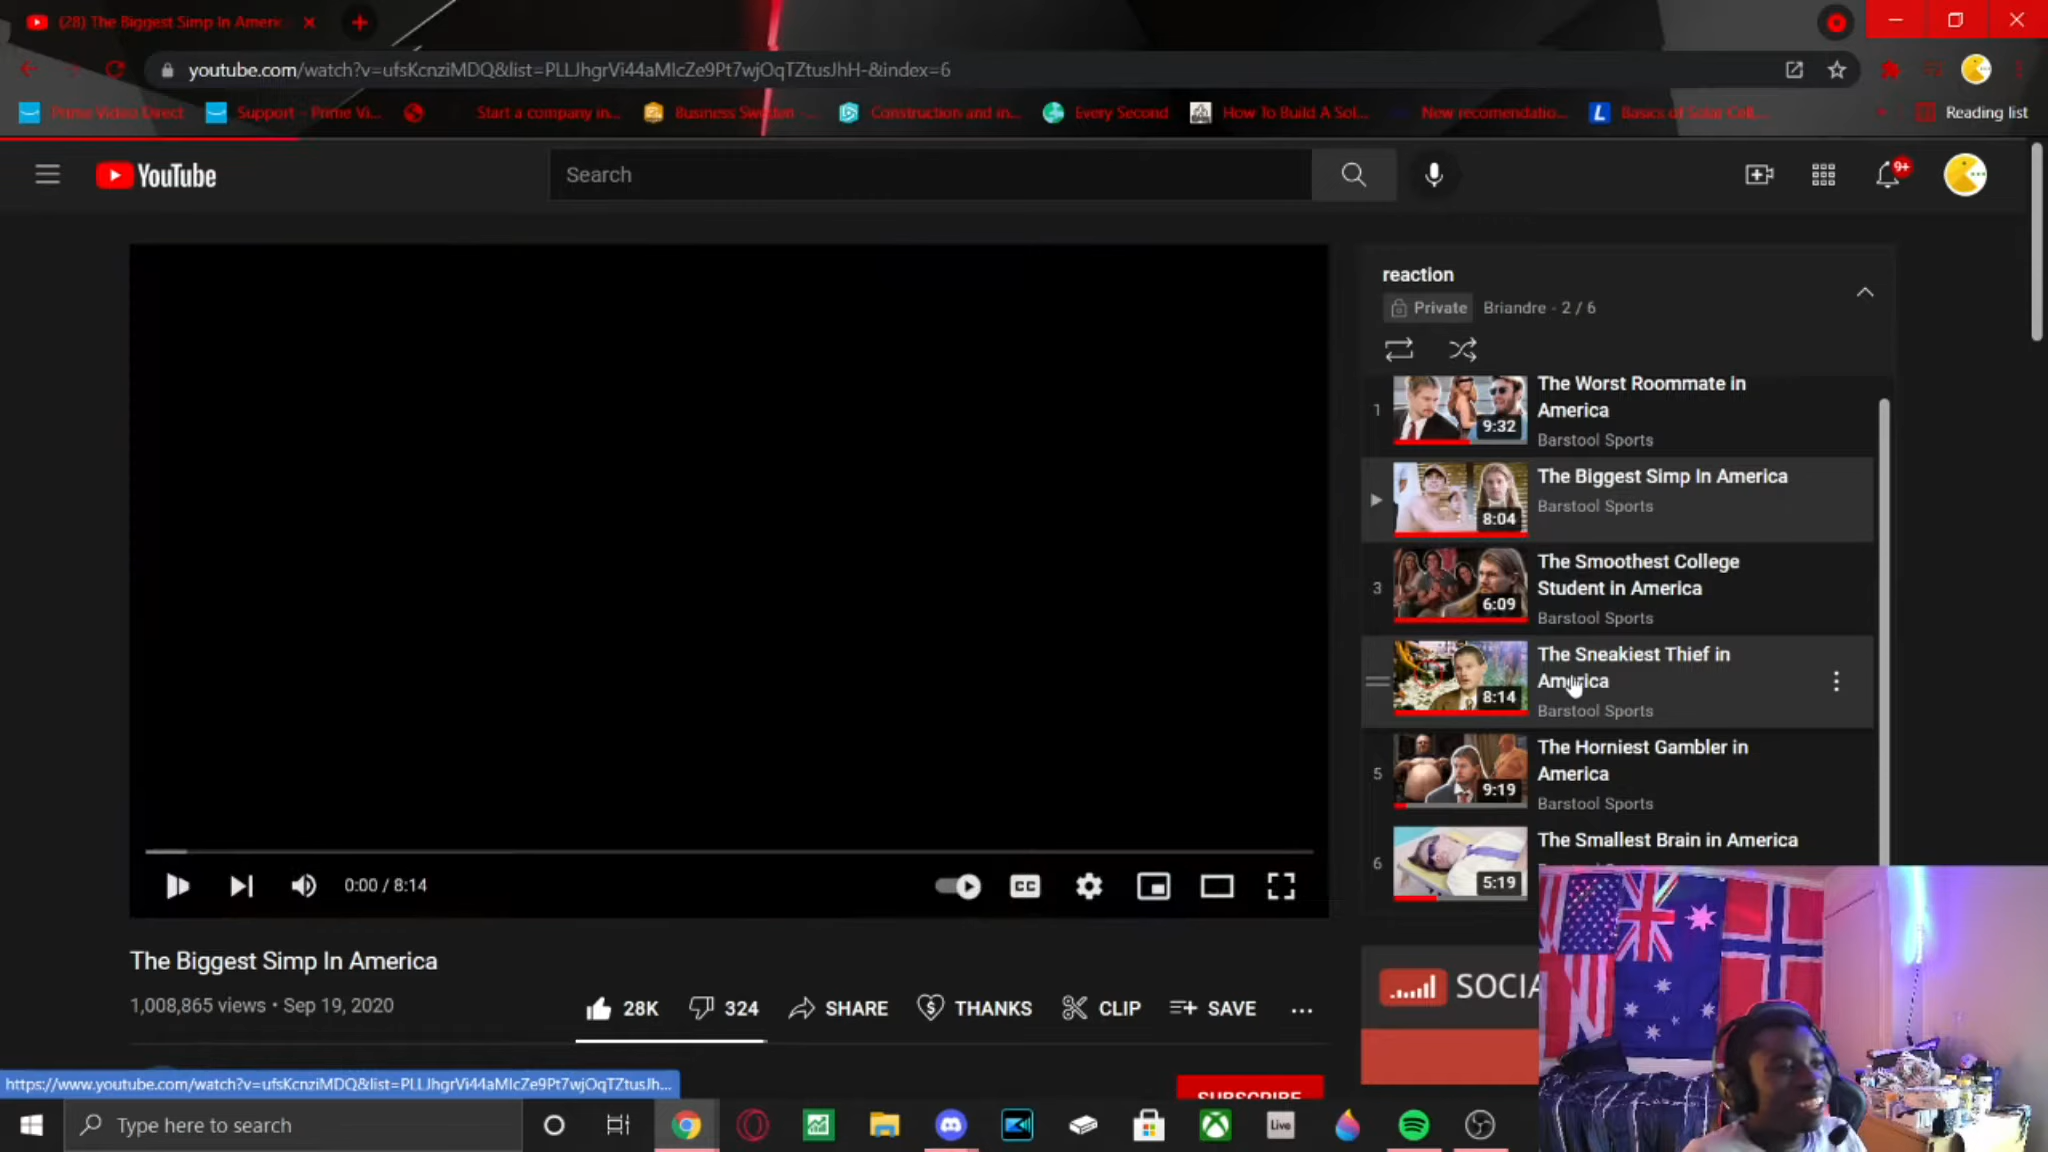 (28) The Biggest Simp In Americ
youtube.com/watch?v=ufsKcnziMDQ&list=PLLJhgrVi44aMIcZe9Pt7wjOqTZtusJhH-&index=6
Prime Video Direct
Support - Prime Vi...
Start a company in...
Business Sweden -...
Construction and in...
Every Second
How To Build A Sol...
New recomendatio...
Basics of Solar Cell...
Reading list
YouTube
Search
9+
reaction
Private
Briandre - 2 / 6
1
The Worst Roommate in
America
Barstool Sports
9:32
The Biggest Simp In America
Barstool Sports
8:04
3
The Smoothest College
Student in America
Barstool Sports
6:09
The Sneakiest Thief in
America
Barstool Sports
8:14
5
The Horniest Gambler in
America
Barstool Sports
9:19
6
The Smallest Brain in America
5:19
0:00 / 8:14
CC
The Biggest Simp In America
1,008,865 views • Sep 19, 2020
28K
324
SHARE
THANKS
CLIP
SAVE
SOCIA
SUBSCRIBE
https://www.youtube.com/watch?v=ufsKcnziMDQ&list=PLLJhgrVi44aMIcZe9Pt7wjOqTZtusJh...
Type here to search
Live